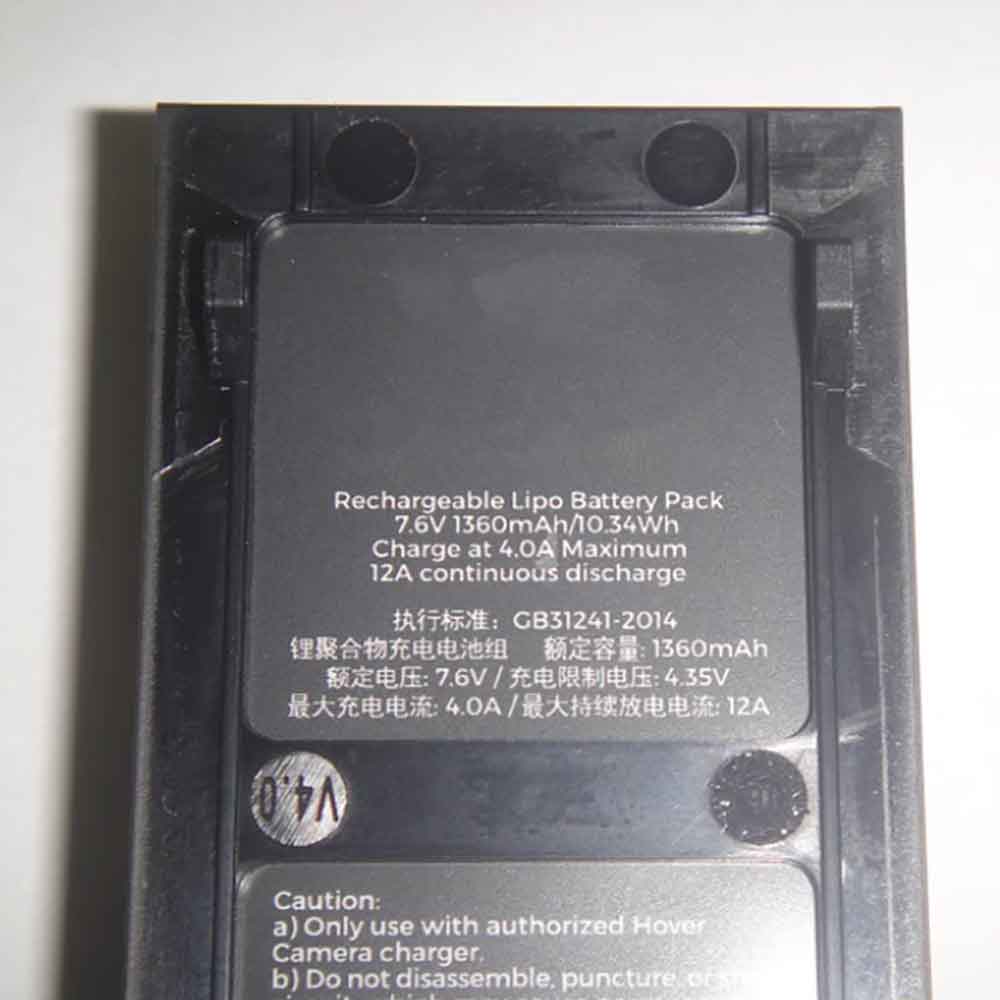 Rechargeable Lipo Battery Pack
7.6V 1360mAh/10.34Wh
Charge at 4.0A Maximum
12A continuous discharge
执行标准：GB31241-2014
锂聚合物充电电池组 额定容量: 1360mAh
额定电压: 7.6V / 充电限制电压: 4.35V
最大充电电流: 4.0A / 最大持续放电电流: 12A
V4.0
Caution:
a) Only use with authorized Hover
Camera charger.
b) Do not disassemble, puncture, or